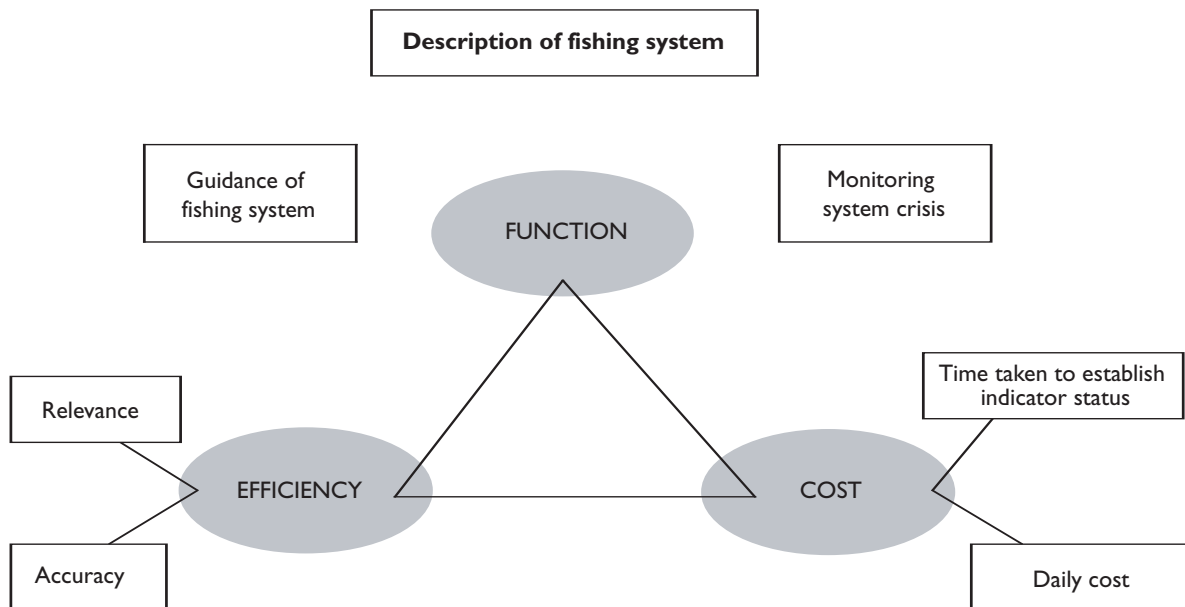 Description of fishing system
Guidance of
fishing system
Monitoring
system crisis
FUNCTION
Time taken to establish
indicator status
Relevance
EFFICIENCY
COST
Accuracy
Daily cost